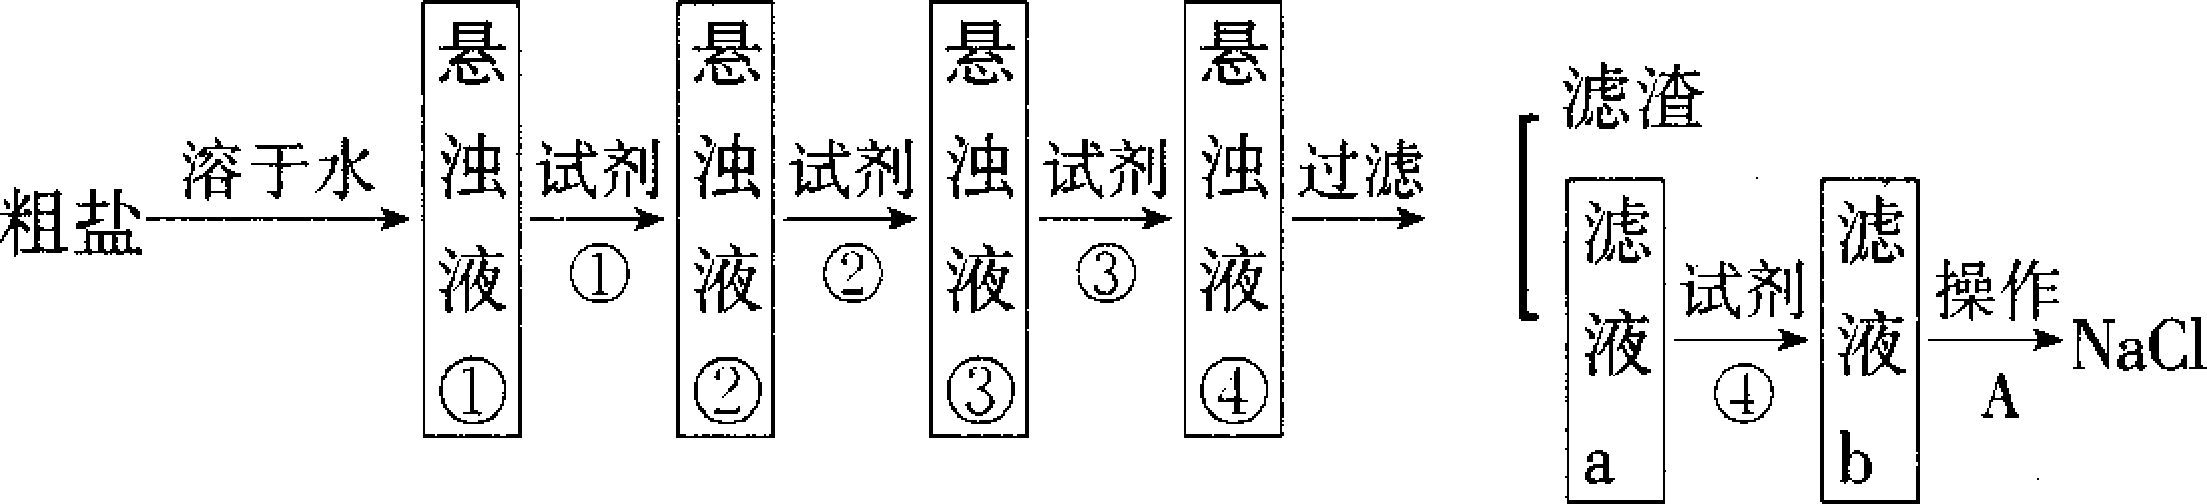 粗盐
溶于水
悬浊液①
试剂
①
悬浊液②
试剂
②
悬浊液③
试剂
③
悬浊液④
过滤
滤渣
滤液a
试剂
④
滤液b
操作
A
NaCl